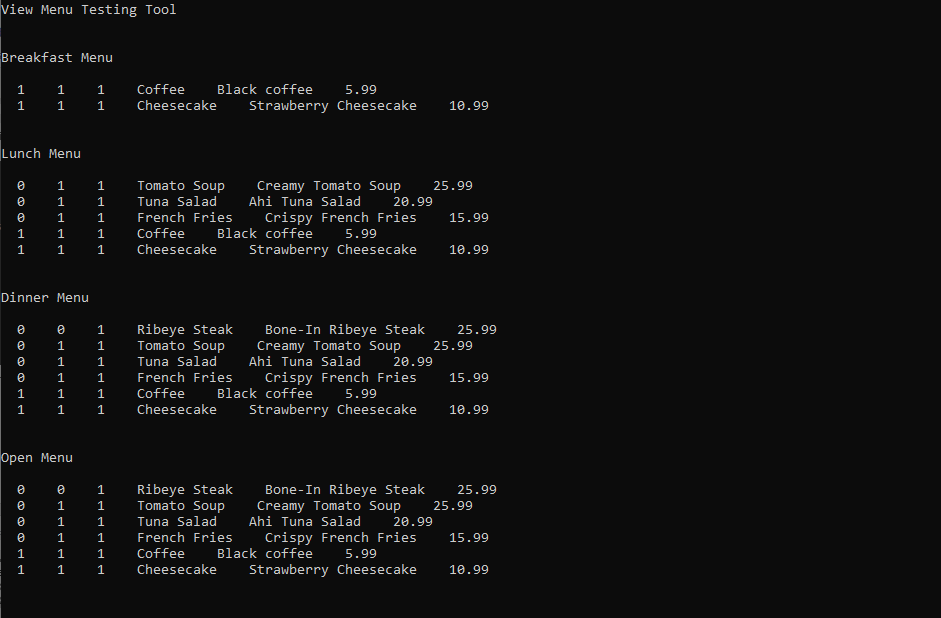 View Menu Testing Tool
Breakfast Menu
1 1 1 Coffee Black coffee 5.99
1 1 1 Cheesecake Strawberry Cheesecake 10.99
Lunch Menu
0 1 1 Tomato Soup Creamy Tomato Soup 25.99
0 1 1 Tuna Salad Ahi Tuna Salad 20.99
0 1 1 French Fries Crispy French Fries 15.99
1 1 1 Coffee Black coffee 5.99
1 1 1 Cheesecake Strawberry Cheesecake 10.99
Dinner Menu
0 0 1 Ribeye Steak Bone-In Ribeye Steak 25.99
0 1 1 Tomato Soup Creamy Tomato Soup 25.99
0 1 1 Tuna Salad Ahi Tuna Salad 20.99
0 1 1 French Fries Crispy French Fries 15.99
1 1 1 Coffee Black coffee 5.99
1 1 1 Cheesecake Strawberry Cheesecake 10.99
Open Menu
0 0 1 Ribeye Steak Bone-In Ribeye Steak 25.99
0 1 1 Tomato Soup Creamy Tomato Soup 25.99
0 1 1 Tuna Salad Ahi Tuna Salad 20.99
0 1 1 French Fries Crispy French Fries 15.99
1 1 1 Coffee Black coffee 5.99
1 1 1 Cheesecake Strawberry Cheesecake 10.99